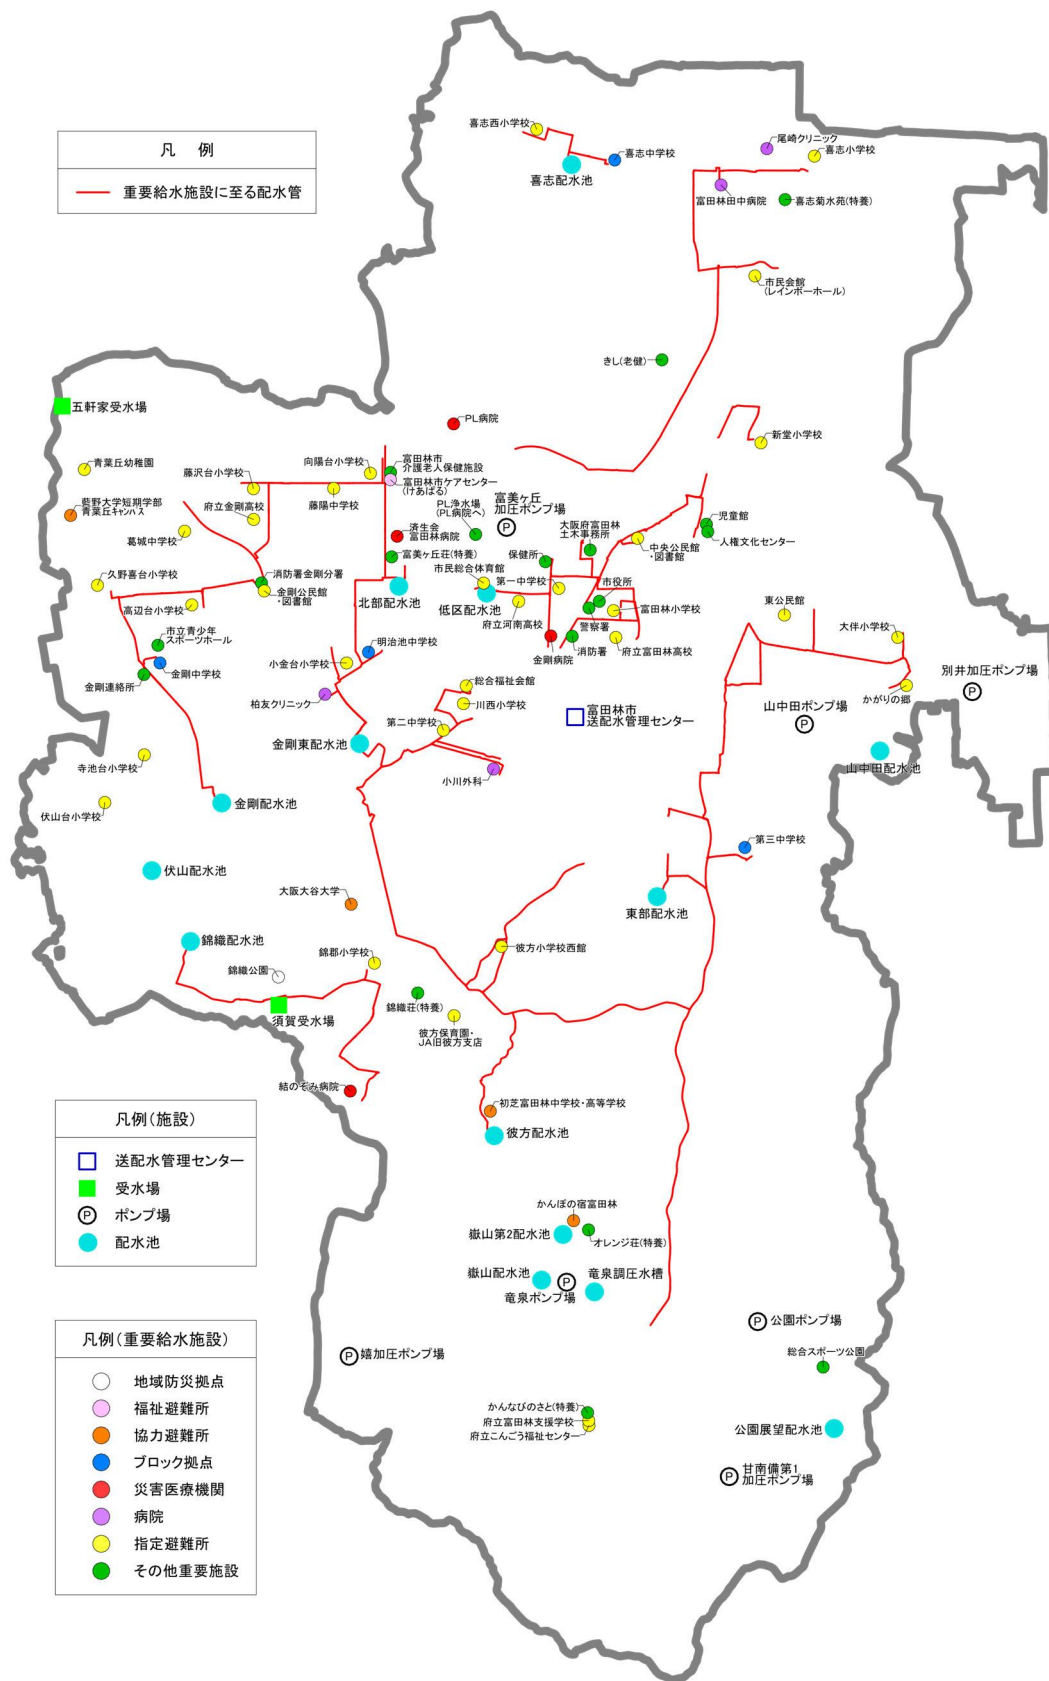 凡 例
重要給水施設に至る配水管
喜志西小学校
喜志中学校
喜志配水池
尾崎クリニック
喜志小学校
富田林田中病院
喜志菊水苑(特養)
市民会館
(レインボーホール)
きし(老健)
五軒家受水場
PL病院
新堂小学校
青葉丘幼稚園
藤沢台小学校
向陽台小学校
富田林市
介護老人保健施設
富田林市ケアセンター
(けあぱる)
藍野大学短期学部
青葉丘キャンパス
府立金剛高校
藤陽中学校
PL浄水場
(PL病院へ)
富美ヶ丘
加圧ポンプ場
大阪府富田林
土木事務所
児童館
人権文化センター
葛城中学校
済生会
富田林病院
中央公民館
・図書館
富美ヶ丘荘(特養)
保健所
久野喜台小学校
消防署金剛分署
金剛公民館
・図書館
市民総合体育館
第一中学校
市役所
北部配水池
低区配水池
高辺台小学校
府立河南高校
富田林小学校
東公民館
警察署
市立青少年
スポーツホール
明治池中学校
大伴小学校
金剛中学校
小金台小学校
金剛病院
消防署
府立富田林高校
金剛連絡所
総合福祉会館
別井加圧ポンプ場
柏友クリニック
川西小学校
かがりの郷
山中田ポンプ場
富田林市
送配水管理センター
第二中学校
金剛東配水池
山中田配水池
寺池台小学校
小川外科
伏山台小学校
金剛配水池
第三中学校
伏山配水池
大阪大谷大学
東部配水池
錦織配水池
彼方小学校西館
錦郡小学校
錦織公園
錦織荘(特養)
須賀受水場
彼方保育園・
JA旧彼方支店
結のぞみ病院
初芝富田林中学校・高等学校
彼方配水池
凡例(施設)
送配水管理センター
受水場
P
ポンプ場
配水池
かんぽの宿富田林
嶽山第2配水池
オレンジ荘(特養)
嶽山配水池
竜泉調圧水槽
竜泉ポンプ場
公園ポンプ場
嬉加圧ポンプ場
総合スポーツ公園
凡例(重要給水施設)
地域防災拠点
福祉避難所
協力避難所
ブロック拠点
災害医療機関
病院
指定避難所
その他重要施設
かんなびのさと(特養)
府立富田林支援学校
府立こんごう福祉センター
公園展望配水池
甘南備第1
加圧ポンプ場